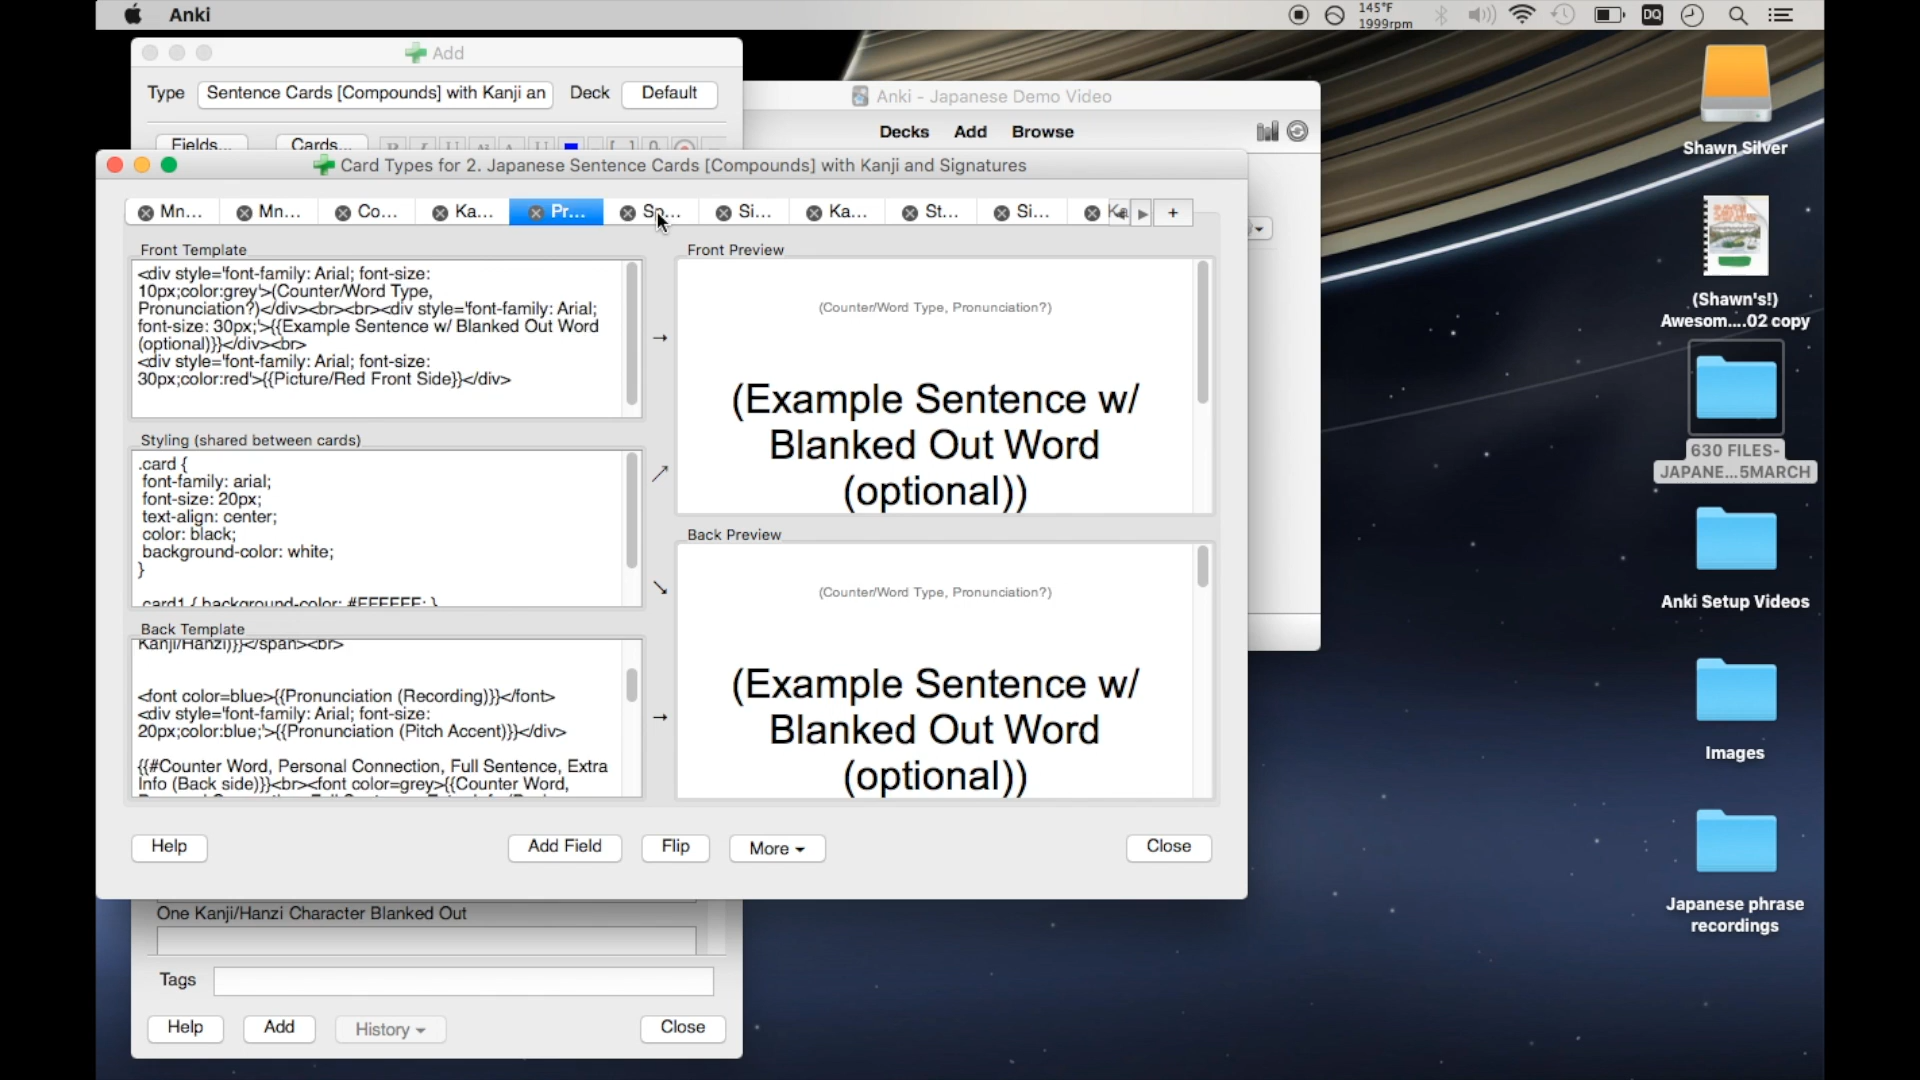 Anki
145°F
1999rpm
DQ
Add
Type
Sentence Cards [Compounds] with Kanji an
Deck
Default
Fields...
Cards...
Anki - Japanese Demo Video
Decks
Add
Browse
Card Types for 2. Japanese Sentence Cards [Compounds] with Kanji and Signatures
Mn...
Mn...
Co...
Ka...
Pr...
Sp...
Si...
Ka...
St...
Si...
Ka
+
Front Template
<div style='font-family: Arial; font-size:
10px;color:grey'>(Counter/Word Type,
Pronunciation?)</div><br><br><div style='font-family: Arial;
font-size: 30px;'>{{Example Sentence w/ Blanked Out Word
(optional)}}</div><br>
<div style='font-family: Arial; font-size:
30px;color:red'>{{Picture/Red Front Side}}</div>
Front Preview
(Counter/Word Type, Pronunciation?)
(Example Sentence w/
Blanked Out Word
(optional))
Styling (shared between cards)
.card {
font-family: arial;
font-size: 20px;
text-align: center;
color: black;
background-color: white;
}
.card1 { background-color: #FFFFFF; }
Back Template
Kanji/Hanzi)}}</span><br>
<font color=blue>{{Pronunciation (Recording)}}</font>
<div style='font-family: Arial; font-size:
20px;color:blue;'>{{Pronunciation (Pitch Accent)}}</div>
{{#Counter Word, Personal Connection, Full Sentence, Extra
Info (Back side)}}<br><font color=grey>{{Counter Word,
Back Preview
(Counter/Word Type, Pronunciation?)
(Example Sentence w/
Blanked Out Word
(optional))
Help
Add Field
Flip
More
Close
One Kanji/Hanzi Character Blanked Out
Tags
Help
Add
History
Close
Shawn Silver
(Shawn's!)
Awesom....02 copy
630 FILES-
JAPANE...5MARCH
Anki Setup Videos
Images
Japanese phrase
recordings